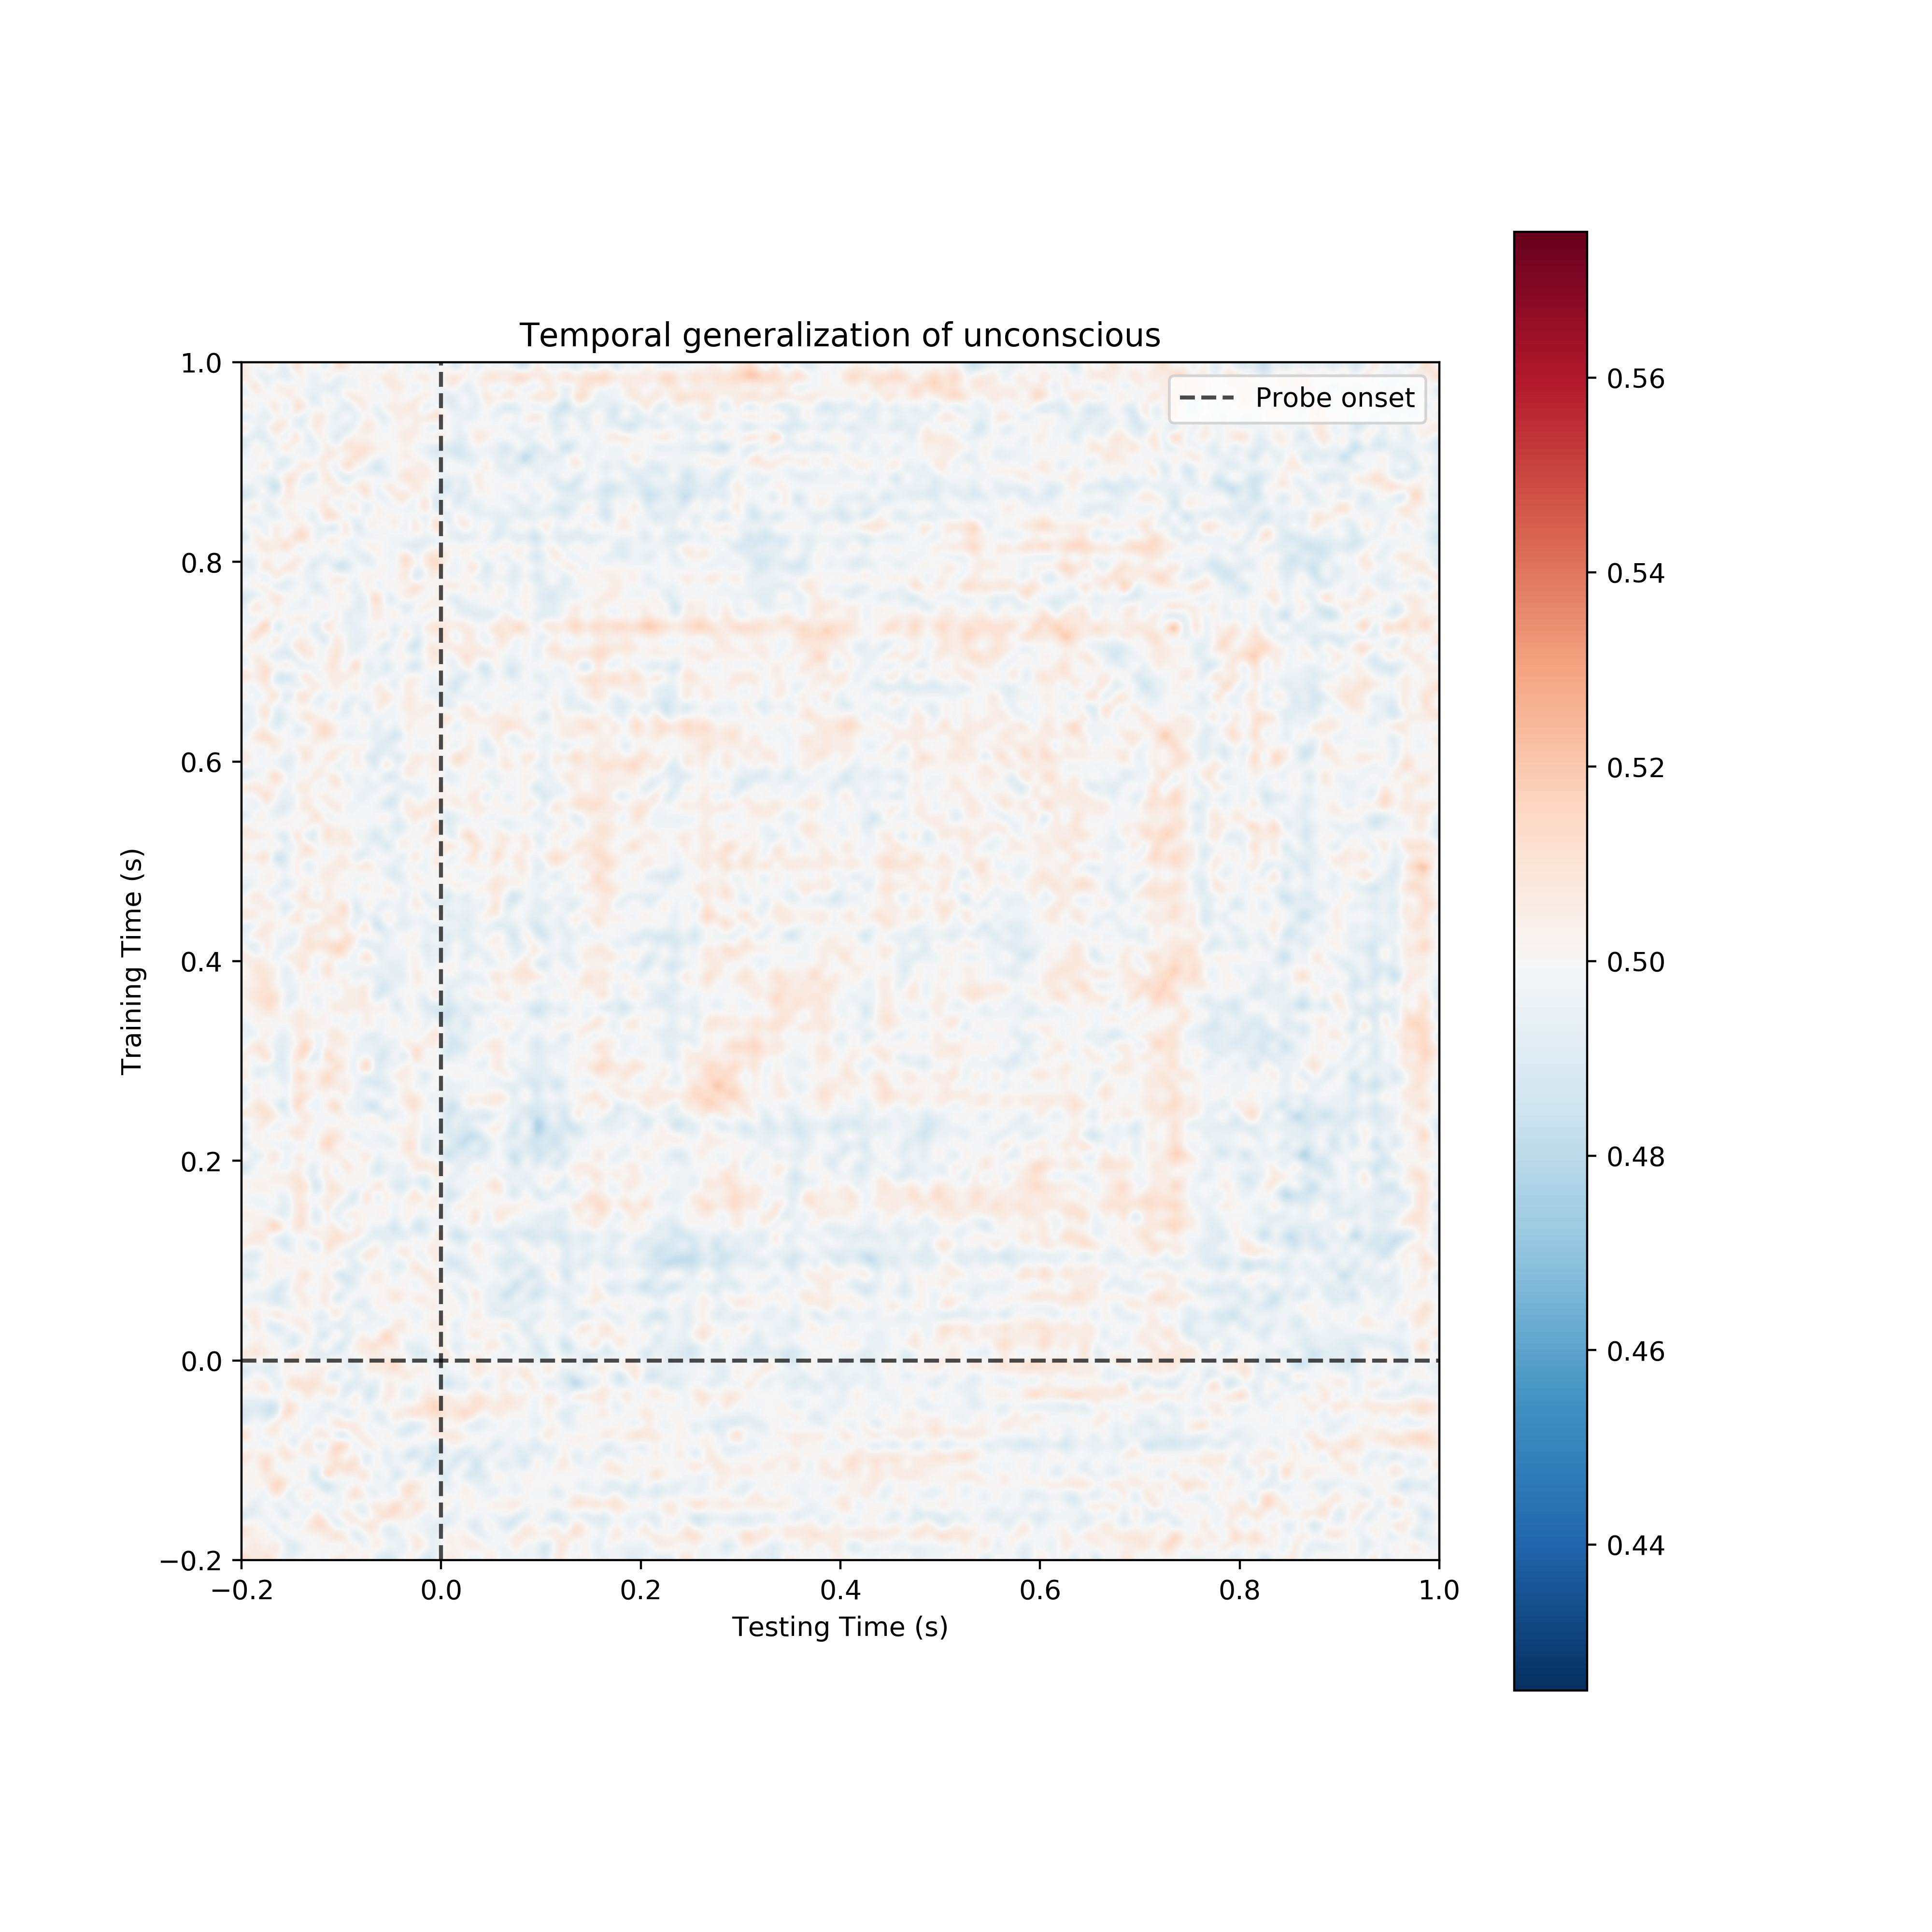 Temporal generalization of unconscious
Probe onset
1.0
0.8
0.6
0.4
0.2
0.0
−0.2
Training Time (s)
−0.2 0.0 0.2 0.4 0.6 0.8 1.0
Testing Time (s)
0.56
0.54
0.52
0.50
0.48
0.46
0.44